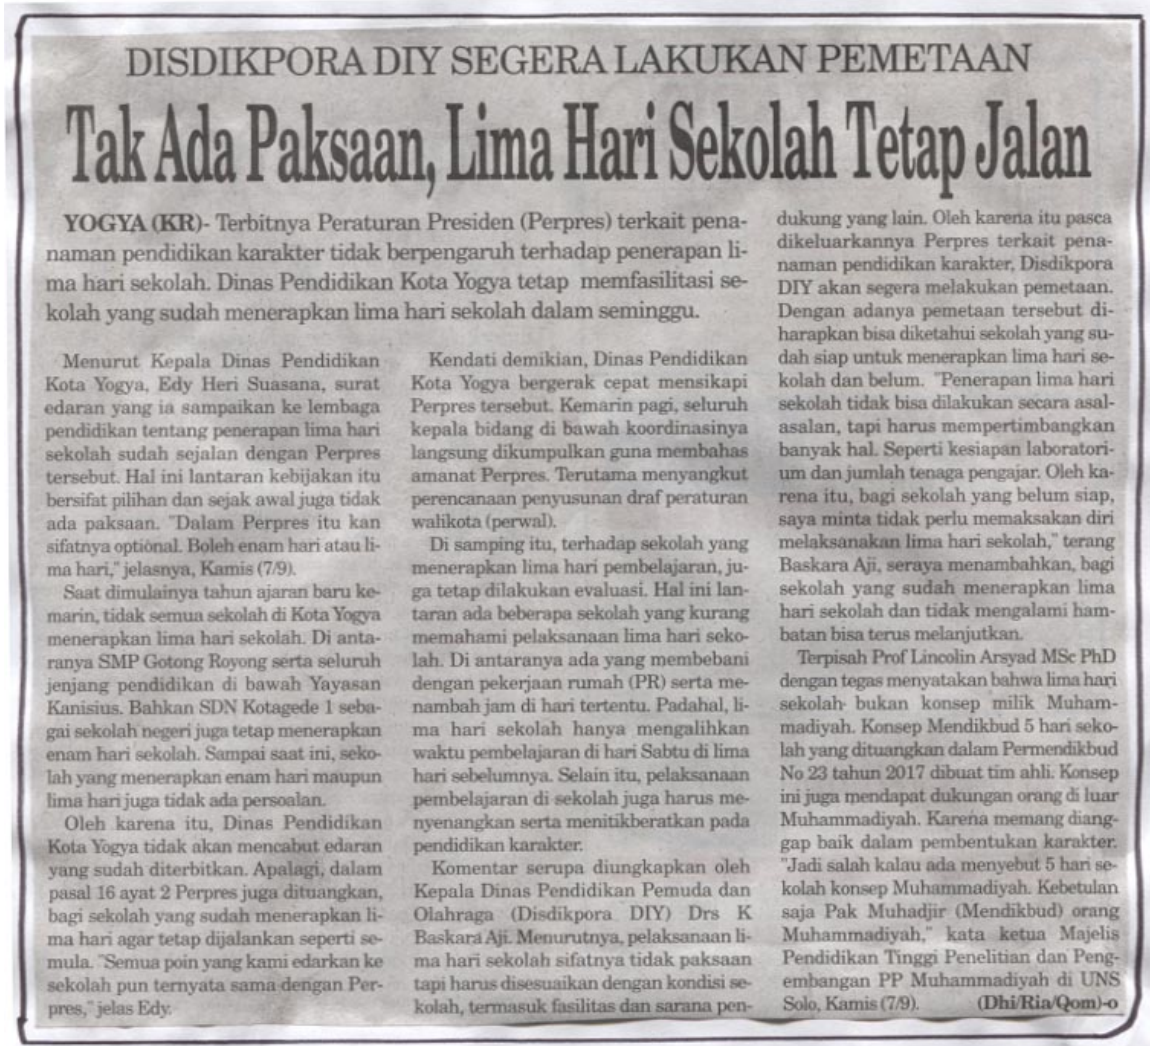 DISDIKPORA DIY SEGERA LAKUKAN PEMETAAN
Tak Ada Paksaan, Lima Hari Sekolah Tetap Jalan
YOGYA (KR)- Terbitnya Peraturan Presiden (Perpres) terkait pena-
naman pendidikan karakter tidak berpengaruh terhadap penerapan li-
ma hari sekolah. Dinas Pendidikan Kota Yogya tetap memfasilitasi se-
kolah yang sudah menerapkan lima hari sekolah dalam seminggu.
Menurut Kepala Dinas Pendidikan
Kota Yogya, Edy Heri Suasana, surat
edaran yang ia sampaikan ke lembaga
pendidikan tentang penerapan lima hari
sekolah sudah sejalan dengan Perpres
tersebut. Hal ini lantaran kebijakan itu
bersifat pilihan dan sejak awal juga tidak
ada paksaan. "Dalam Perpres itu kan
sifatnya optional. Boleh enam hari atau li-
ma hari," jelasnya, Kamis (7/9).
Saat dimulainya tahun ajaran baru ke-
marin, tidak semua sekolah di Kota Yogya
menerapkan lima hari sekolah. Di anta-
ranya SMP Gotong Royong serta seluruh
jenjang pendidikan di bawah Yayasan
Kanisius. Bahkan SDN Kotagede 1 seba-
gai sekolah negeri juga tetap menerapkan
enam hari sekolah. Sampai saat ini, seko-
lah yang menerapkan enam hari maupun
lima hari juga tidak ada persoalan.
Oleh karena itu, Dinas Pendidikan
Kota Yogya tidak akan mencabut edaran
yang sudah diterbitkan. Apalagi, dalam
pasal 16 ayat 2 Perpres juga dituangkan,
bagi sekolah yang sudah menerapkan li-
ma hari agar tetap dijalankan seperti se-
mula. "Semua poin yang kami edarkan ke
sekolah pun ternyata sama dengan Per-
pres," jelas Edy.
Kendati demikian, Dinas Pendidikan
Kota Yogya bergerak cepat mensikapi
Perpres tersebut. Kemarin pagi, seluruh
kepala bidang di bawah koordinasinya
langsung dikumpulkan guna membahas
amanat Perpres. Terutama menyangkut
perencanaan penyusunan draf peraturan
walikota (perwal).
Di samping itu, terhadap sekolah yang
menerapkan lima hari pembelajaran, ju-
ga tetap dilakukan evaluasi. Hal ini lan-
taran ada beberapa sekolah yang kurang
memahami pelaksanaan lima hari seko-
lah. Di antaranya ada yang membebani
dengan pekerjaan rumah (PR) serta me-
nambah jam di hari tertentu. Padahal, li-
ma hari sekolah hanya mengalihkan
waktu pembelajaran di hari Sabtu di lima
hari sebelumnya. Selain itu, pelaksanaan
pembelajaran di sekolah juga harus me-
nyenangkan serta menitikberatkan pada
pendidikan karakter.
Komentar serupa diungkapkan oleh
Kepala Dinas Pendidikan Pemuda dan
Olahraga (Disdikpora DIY) Drs K
Baskara Aji. Menurutnya, pelaksanaan li-
ma hari sekolah sifatnya tidak paksaan
tapi harus disesuaikan dengan kondisi se-
kolah, termasuk fasilitas dan sarana pen-
dukung yang lain. Oleh karena itu pasca
dikeluarkannya Perpres terkait pena-
naman pendidikan karakter, Disdikpora
DIY akan segera melakukan pemetaan.
Dengan adanya pemetaan tersebut di-
harapkan bisa diketahui sekolah yang su-
dah siap untuk menerapkan lima hari se-
kolah dan belum. "Penerapan lima hari
sekolah tidak bisa dilakukan secara asal-
asalan, tapi harus mempertimbangkan
banyak hal. Seperti kesiapan laboratori-
um dan jumlah tenaga pengajar. Oleh ka-
rena itu, bagi sekolah yang belum siap,
saya minta tidak perlu memaksakan diri
melaksanakan lima hari sekolah," terang
Baskara Aji, seraya menambahkan, bagi
sekolah yang sudah menerapkan lima
hari sekolah dan tidak mengalami ham-
batan bisa terus melanjutkan.
Terpisah Prof Lincolin Arsyad MSc PhD
dengan tegas menyatakan bahwa lima hari
sekolah bukan konsep milik Muham-
madiyah. Konsep Mendikbud 5 hari seko-
lah yang dituangkan dalam Permendikbud
No 23 tahun 2017 dibuat tim ahli. Konsep
ini juga mendapat dukungan orang di luar
Muhammadiyah. Karena memang diang-
gap baik dalam pembentukan karakter.
"Jadi salah kalau ada menyebut 5 hari se-
kolah konsep Muhammadiyah. Kebetulan
saja Pak Muhadjir (Mendikbud) orang
Muhammadiyah," kata ketua Majelis
Pendidikan Tinggi Penelitian dan Peng-
embangan PP Muhammadiyah di UNS
Solo, Kamis (7/9). (Dhi/Ria/Qom)-o